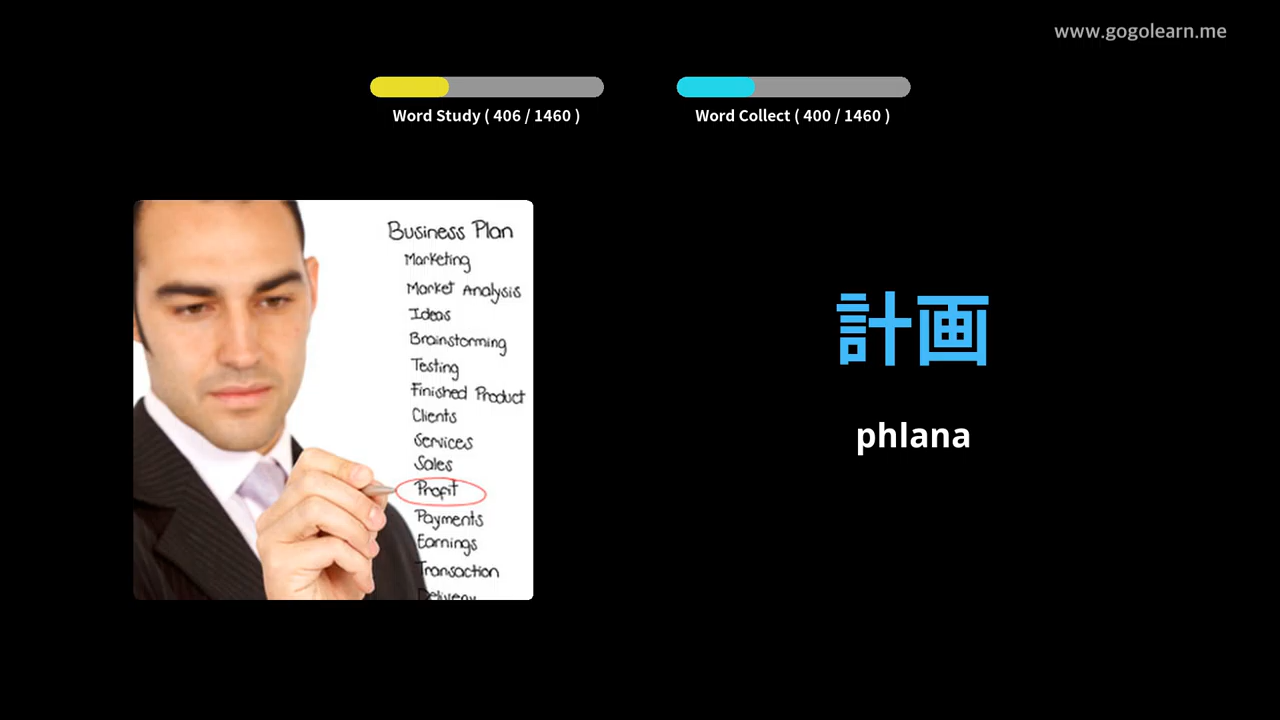 www.gogolearn.me
Word Study ( 406 / 1460 )
Word Collect ( 400 / 1460 )
Business Plan
Marketing
Market Analysis
Ideas
Brainstorming
Testing
Finished Product
Clients
Services
Sales
Profit
Payments
Earnings
Transaction
Delivery
計画
phlana